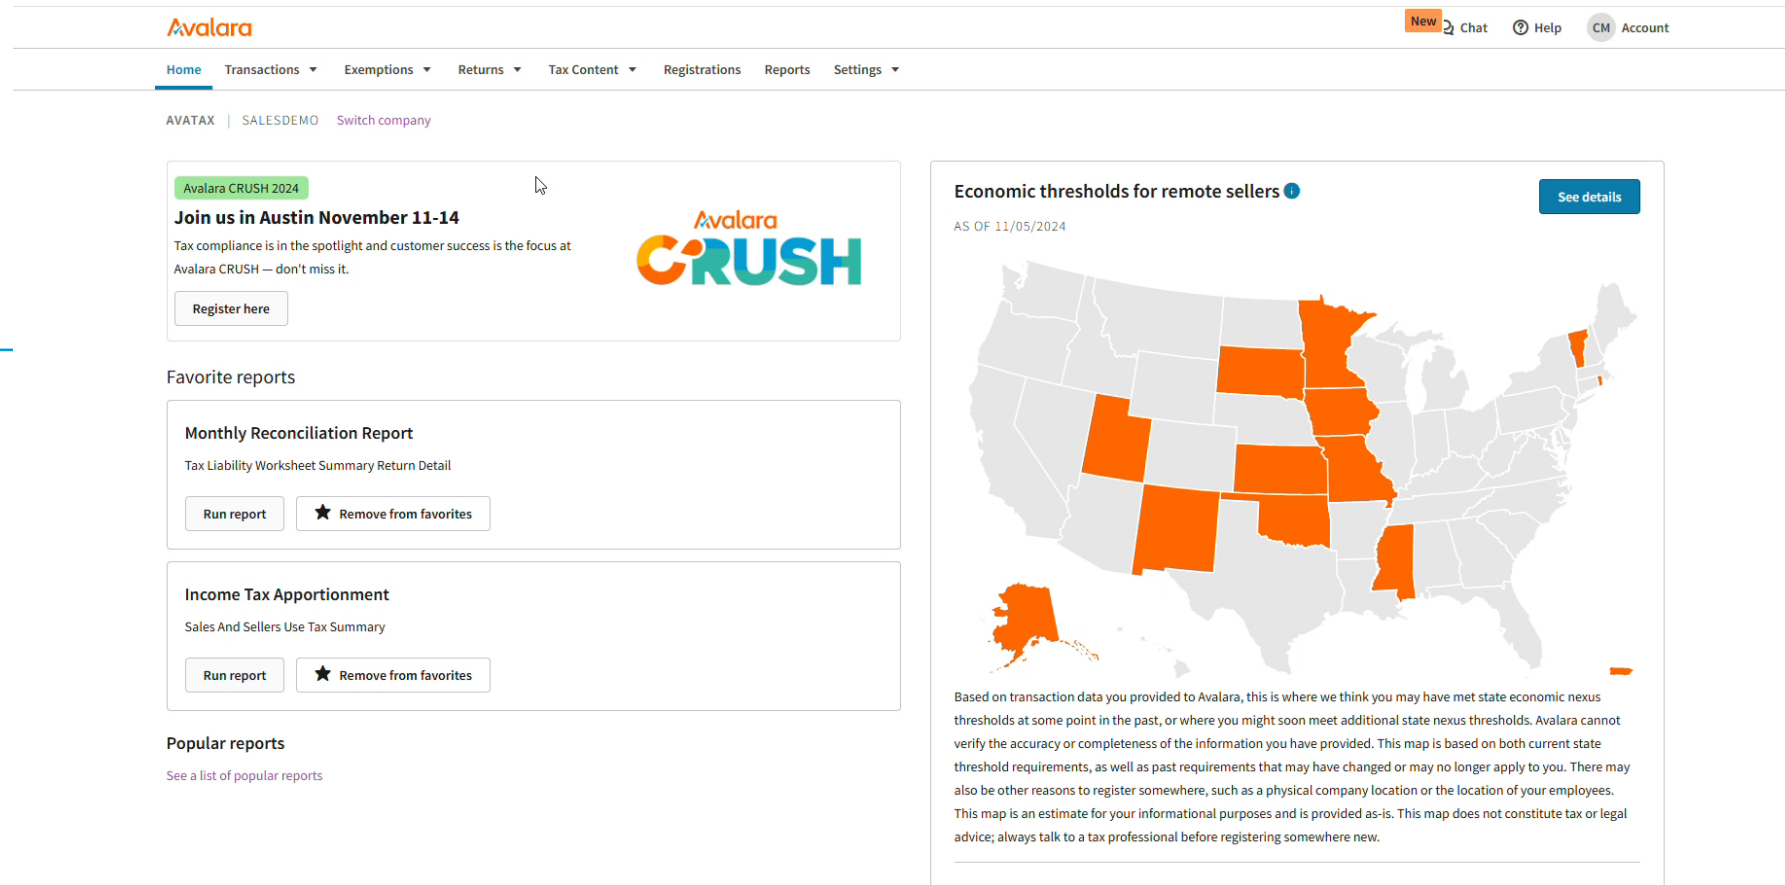 Avalara
New
Chat
Help
CM
Account
Home
Transactions
Exemptions
Returns
Tax Content
Registrations
Reports
Settings
AVATAX | SALESDEMO Switch company
Avalara CRUSH 2024
Join us in Austin November 11-14
Tax compliance is in the spotlight and customer success is the focus at
Avalara CRUSH — don't miss it.
Register here
Avalara
CRUSH
Favorite reports
Monthly Reconciliation Report
Tax Liability Worksheet Summary Return Detail
Run report
Remove from favorites
Income Tax Apportionment
Sales And Sellers Use Tax Summary
Run report
Remove from favorites
Popular reports
See a list of popular reports
Economic thresholds for remote sellers
See details
AS OF 11/05/2024
Based on transaction data you provided to Avalara, this is where we think you may have met state economic nexus
thresholds at some point in the past, or where you might soon meet additional state nexus thresholds. Avalara cannot
verify the accuracy or completeness of the information you have provided. This map is based on both current state
threshold requirements, as well as past requirements that may have changed or may no longer apply to you. There may
also be other reasons to register somewhere, such as a physical company location or the location of your employees.
This map is an estimate for your informational purposes and is provided as-is. This map does not constitute tax or legal
advice; always talk to a tax professional before registering somewhere new.